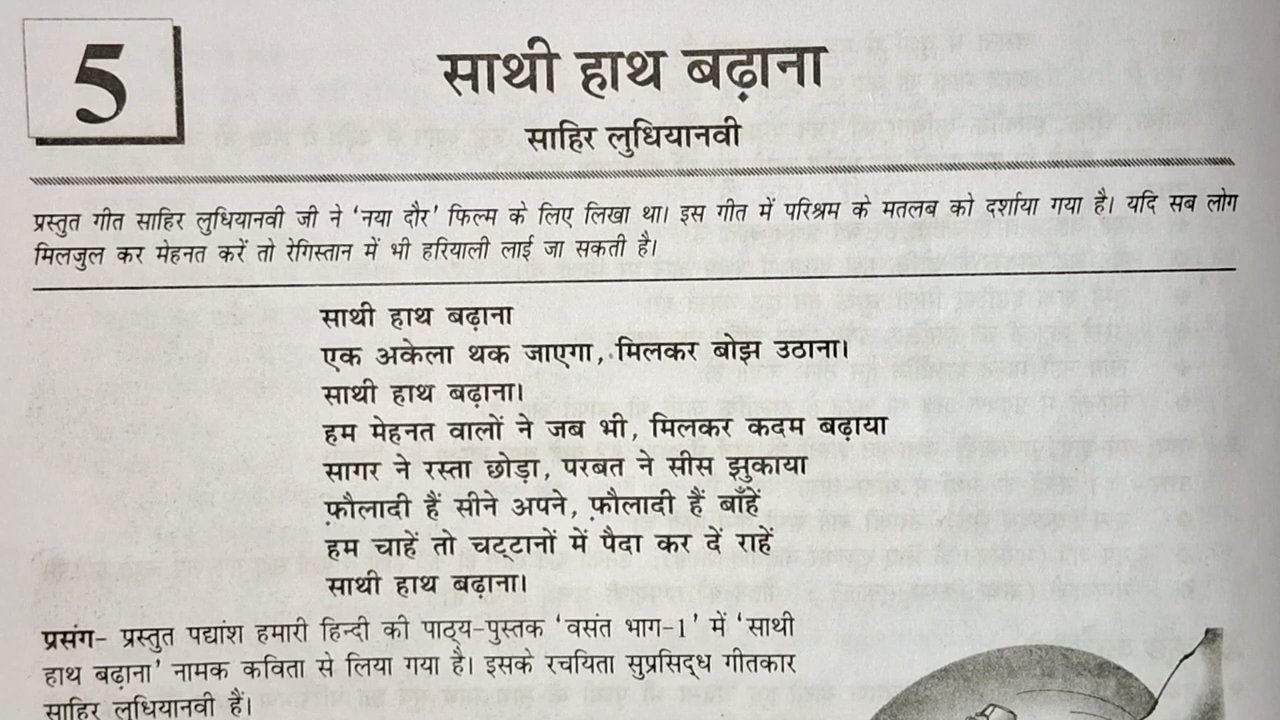 5
साथी हाथ बढ़ाना
साहिर लुधियानवी
प्रस्तुत गीत साहिर लुधियानवी जी ने ‘नया दौर’ फिल्म के लिए लिखा था। इस गीत में परिश्रम के मतलब को दर्शाया गया है। यदि सब लोग
मिलजुल कर मेहनत करें तो रेगिस्तान में भी हरियाली लाई जा सकती है।
साथी हाथ बढ़ाना
एक अकेला थक जाएगा, मिलकर बोझ उठाना।
साथी हाथ बढ़ाना।
हम मेहनत वालों ने जब भी, मिलकर कदम बढ़ाया
सागर ने रस्ता छोड़ा, परबत ने सीस झुकाया
फ़ौलादी हैं सीने अपने, फ़ौलादी हैं बाँहें
हम चाहें तो चट्टानों में पैदा कर दें राहें
साथी हाथ बढ़ाना।
प्रसंग- प्रस्तुत पद्यांश हमारी हिन्दी की पाठ्य-पुस्तक ‘वसंत भाग-1’ में ‘साथी
हाथ बढ़ाना’ नामक कविता से लिया गया है। इसके रचयिता सुप्रसिद्ध गीतकार
साहिर लुधियानवी हैं।